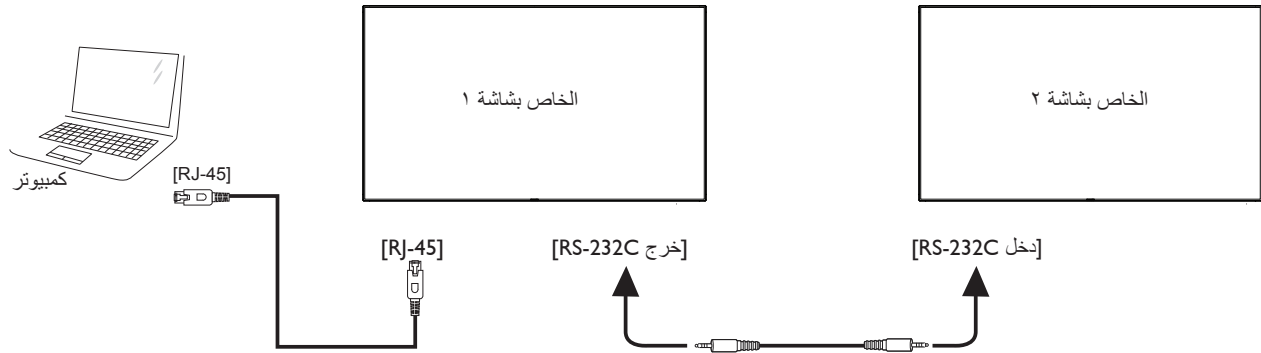 الخاص بشاشة ١
الخاص بشاشة ٢
كمبيوتر
[RJ-45]
[RJ-45]
[RS-232C خرج]
[RS-232C دخل]